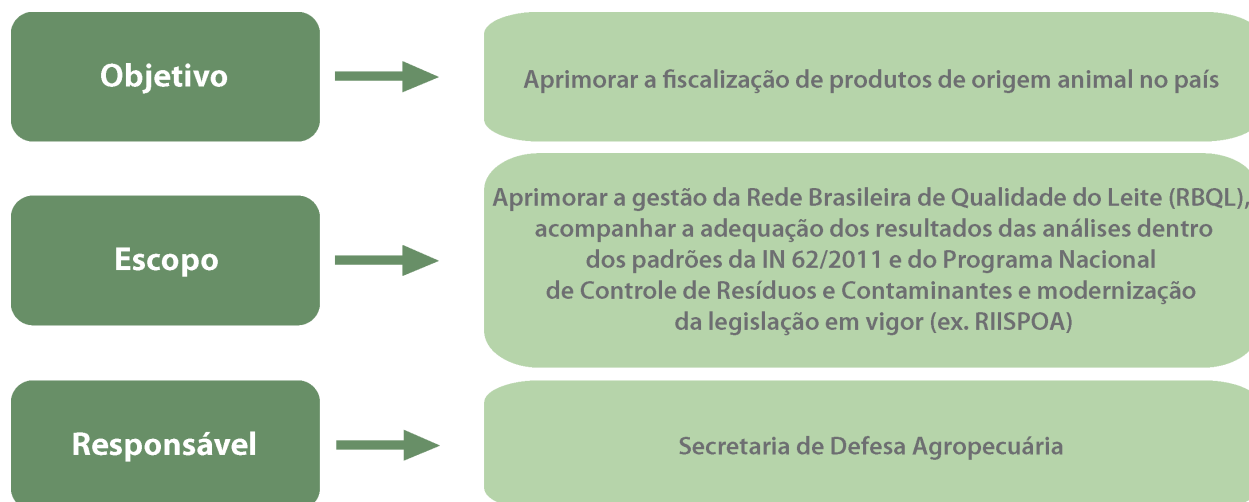 Objetivo
Aprimorar a fiscalização de produtos de origem animal no país
Escopo
Aprimorar a gestão da Rede Brasileira de Qualidade do Leite (RBQL),
acompanhar a adequação dos resultados das análises dentro
dos padrões da IN 62/2011 e do Programa Nacional
de Controle de Resíduos e Contaminantes e modernização
da legislação em vigor (ex. RIISPOA)
Responsável
Secretaria de Defesa Agropecuária